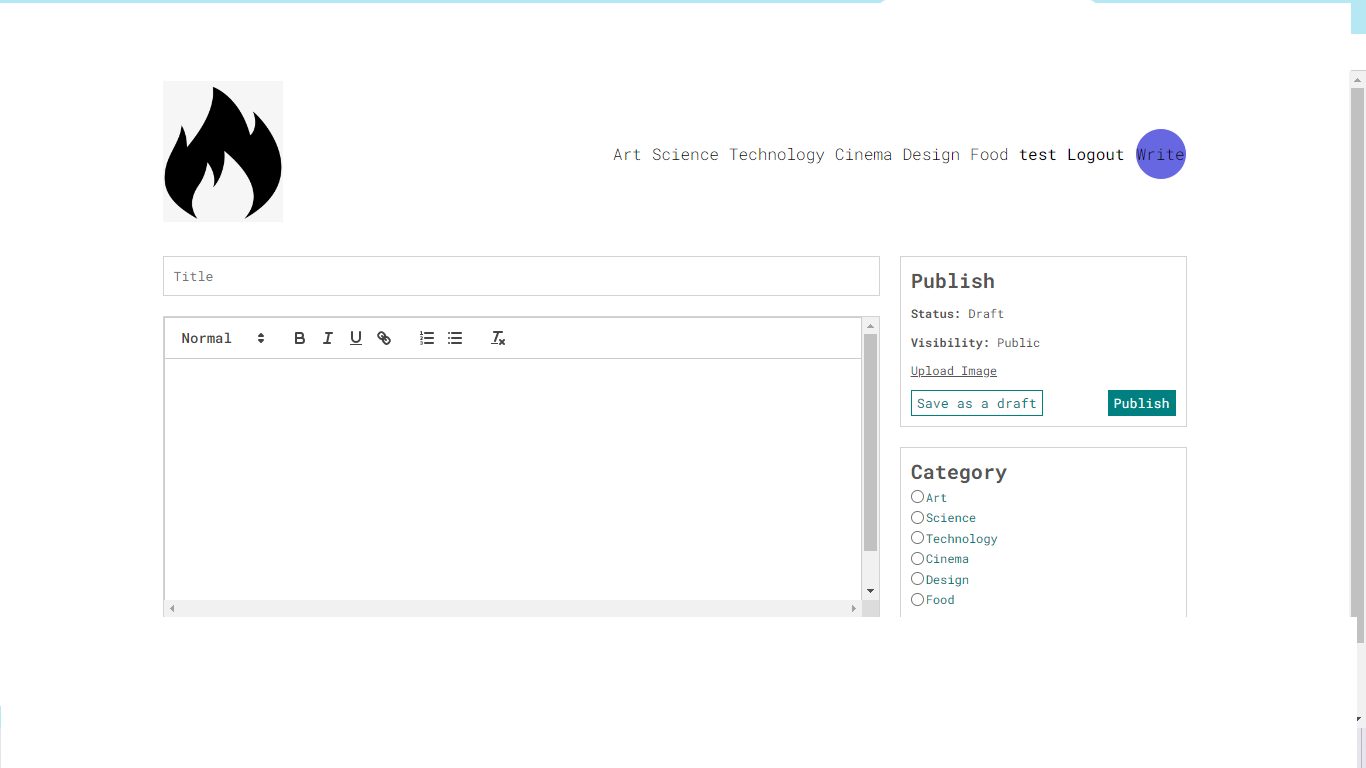 Art Science Technology Cinema Design Food test Logout Write
Title
Normal
B I U
Publish
Status: Draft
Visibility: Public
Upload Image
Save as a draft Publish
Category
Art
Science
Technology
Cinema
Design
Food